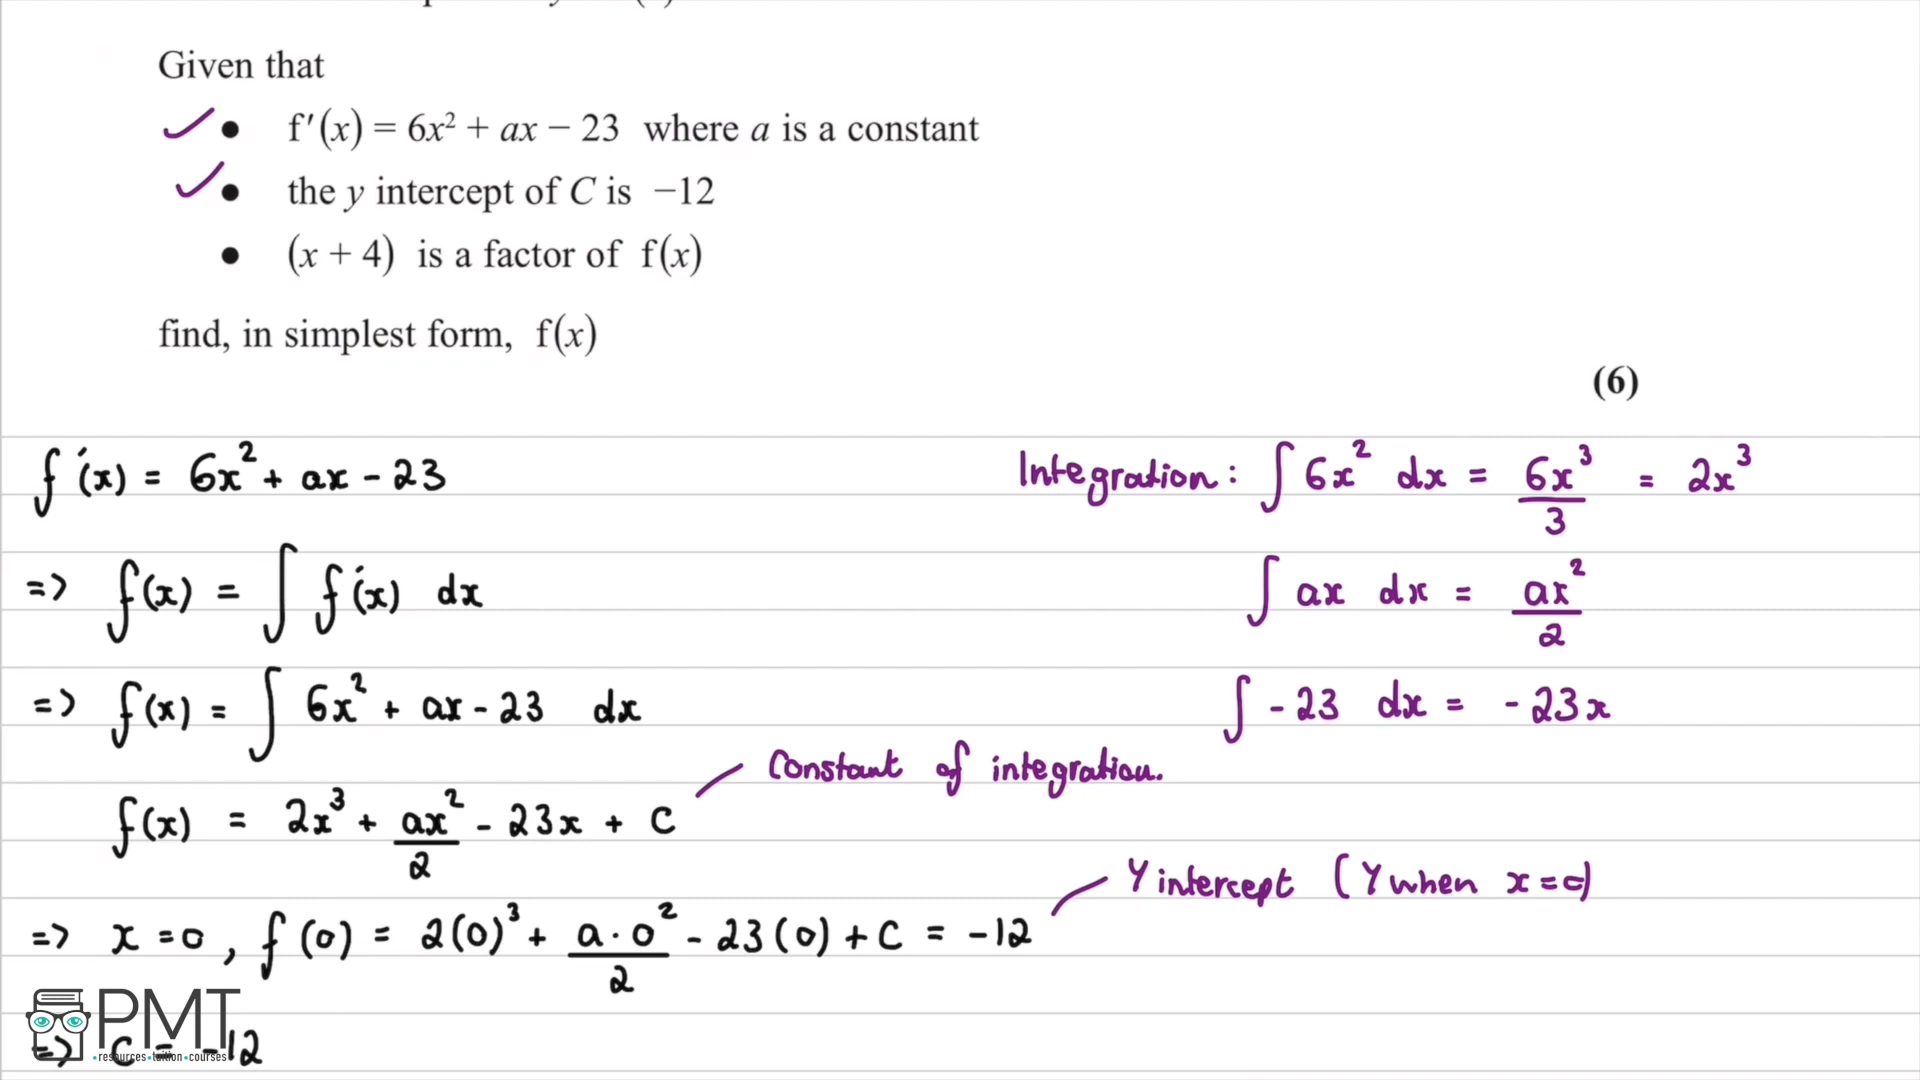 Given that
• f′(x) = 6x² + ax − 23 where a is a constant
• the y intercept of C is −12
• (x + 4) is a factor of f(x)
find, in simplest form, f(x)
(6)
f′(x) = 6x² + ax - 23
=> f(x) = ∫ f′(x) dx
=> f(x) = ∫ 6x² + ax - 23 dx
f(x) = 2x³ + ax²/2 - 23x + c
=> x = 0, f(0) = 2(0)³ + a·0²/2 - 23(0) + c = -12
=> c = -12
Integration: ∫ 6x² dx = 6x³/3 = 2x³
∫ ax dx = ax²/2
∫ -23 dx = -23x
Constant of integration.
Y intercept (Y when x=0)
PMT
•resources•tuition•courses